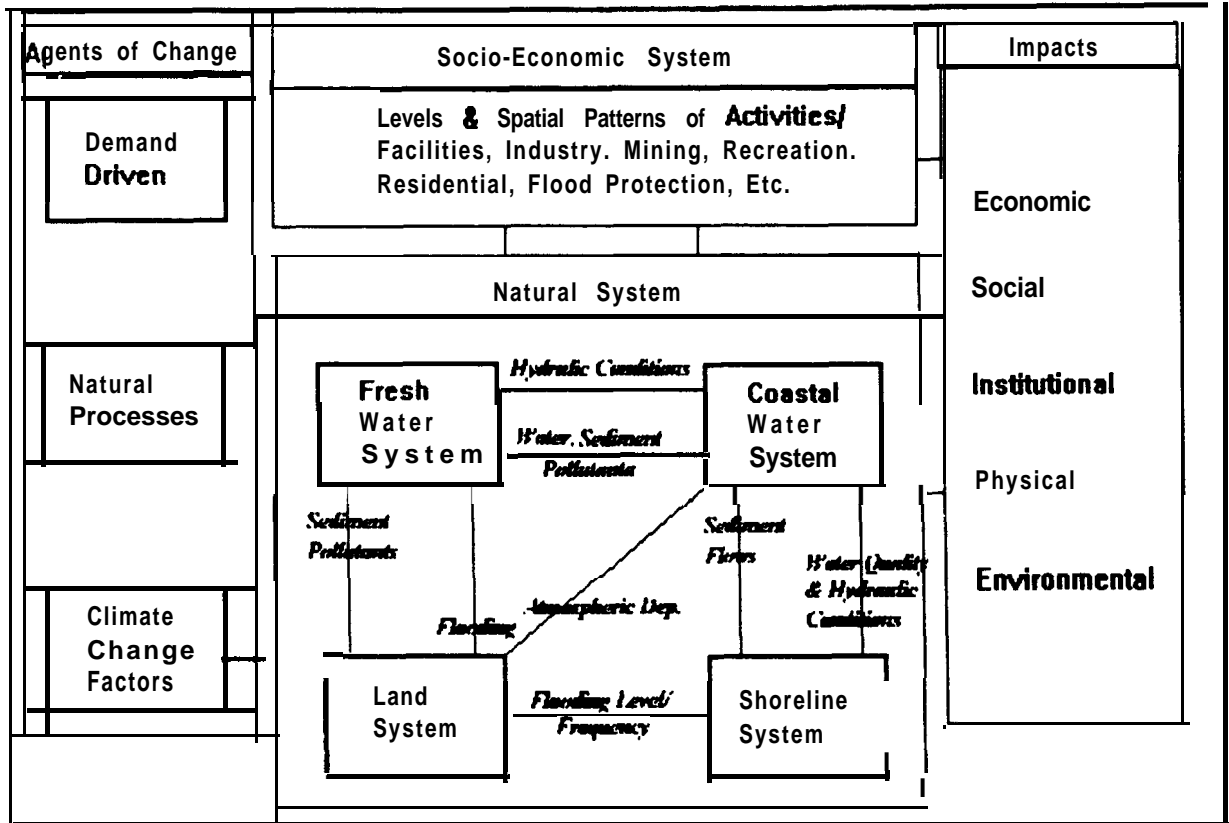 Agents of Change
Demand
Driven
Natural
Processes
Climate
Change
Factors
Socio-Economic System
Levels & Spatial Patterns of Activities/
Facilities, Industry. Mining, Recreation.
Residential, Flood Protection, Etc.
Natural System
Fresh
Water
System
Hydralic Conditions
Water, Sediment
Pollutants
Coastal
Water
System
Sediment
Pollutants
Flooding
Atmospheric Dep.
Sediment
Flows
Water Quality
& Hydraulic
Conditions
Land
System
Flooding Level/
Frequency
Shoreline
System
Impacts
Economic
Social
Institutional
Physical
Environmental